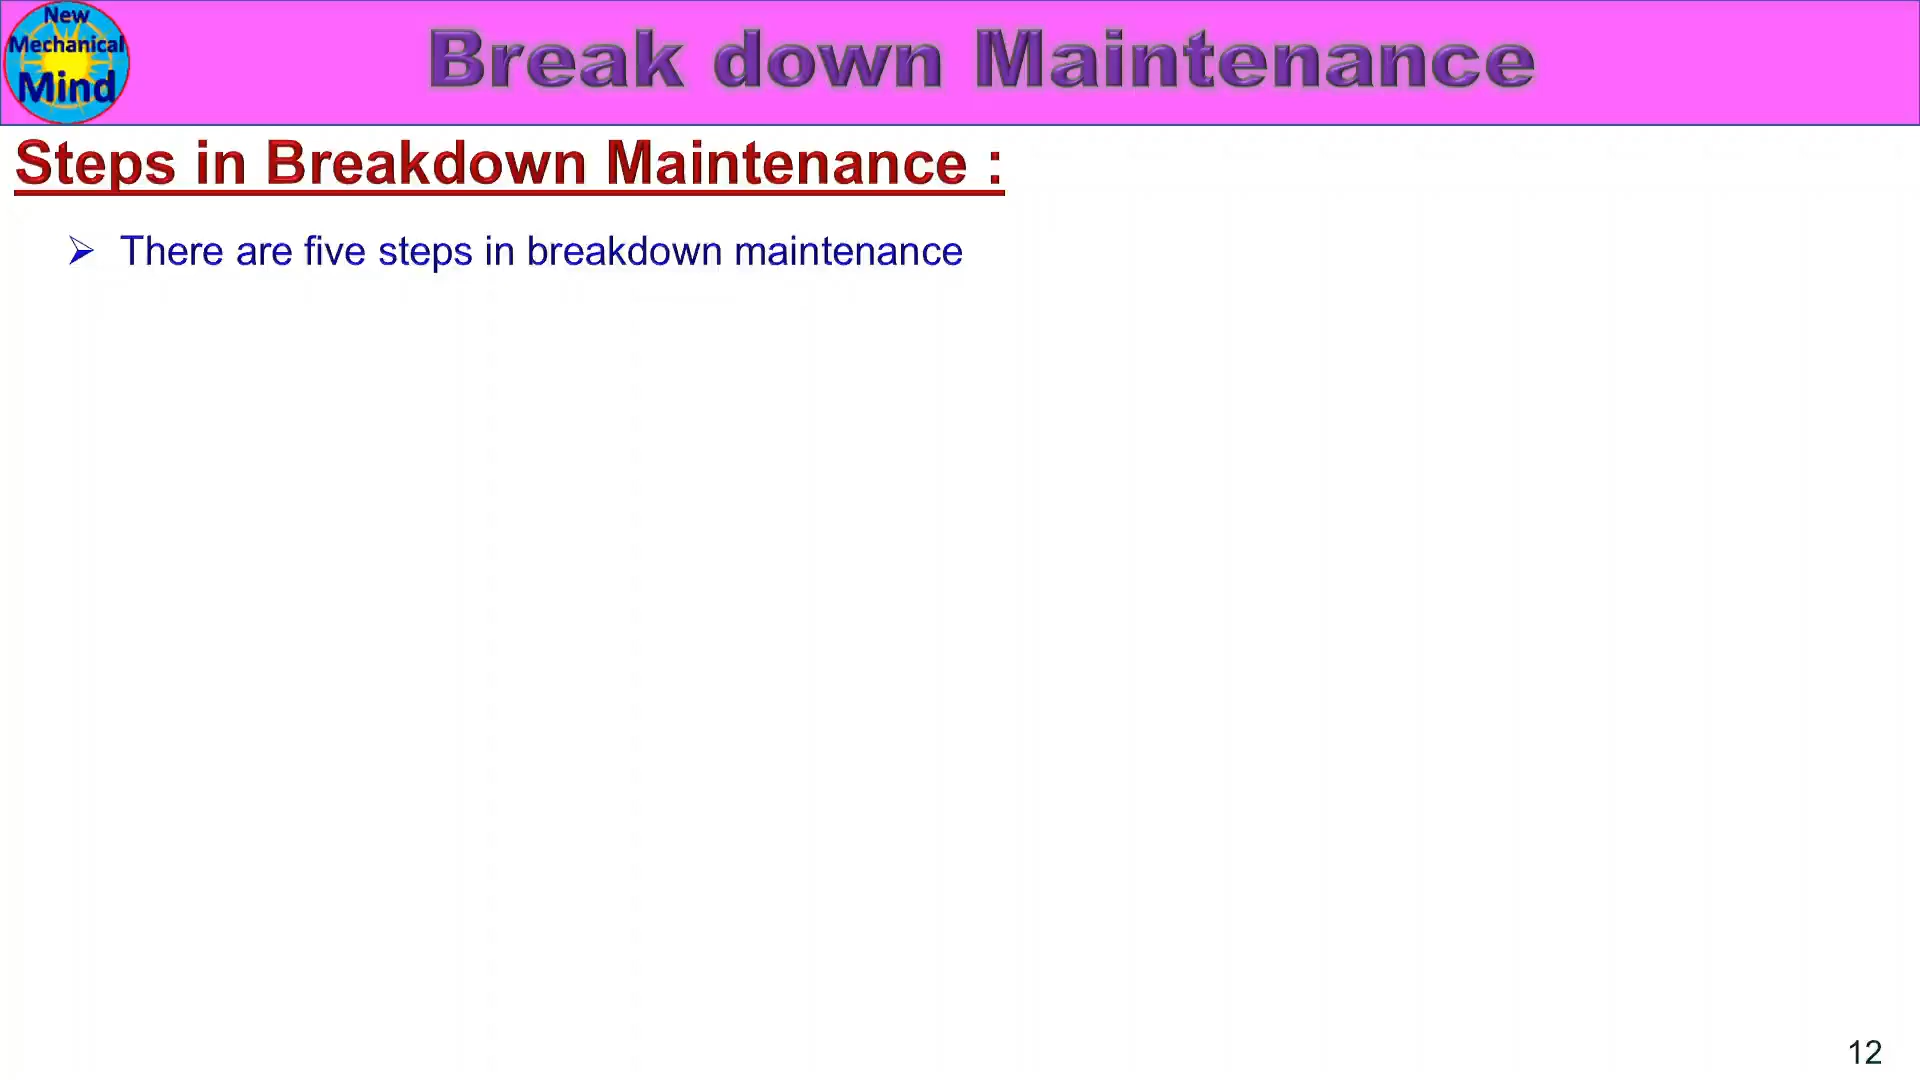 New
Mechanical
Mind
Break down Maintenance
Steps in Breakdown Maintenance :
➢ There are five steps in breakdown maintenance
12